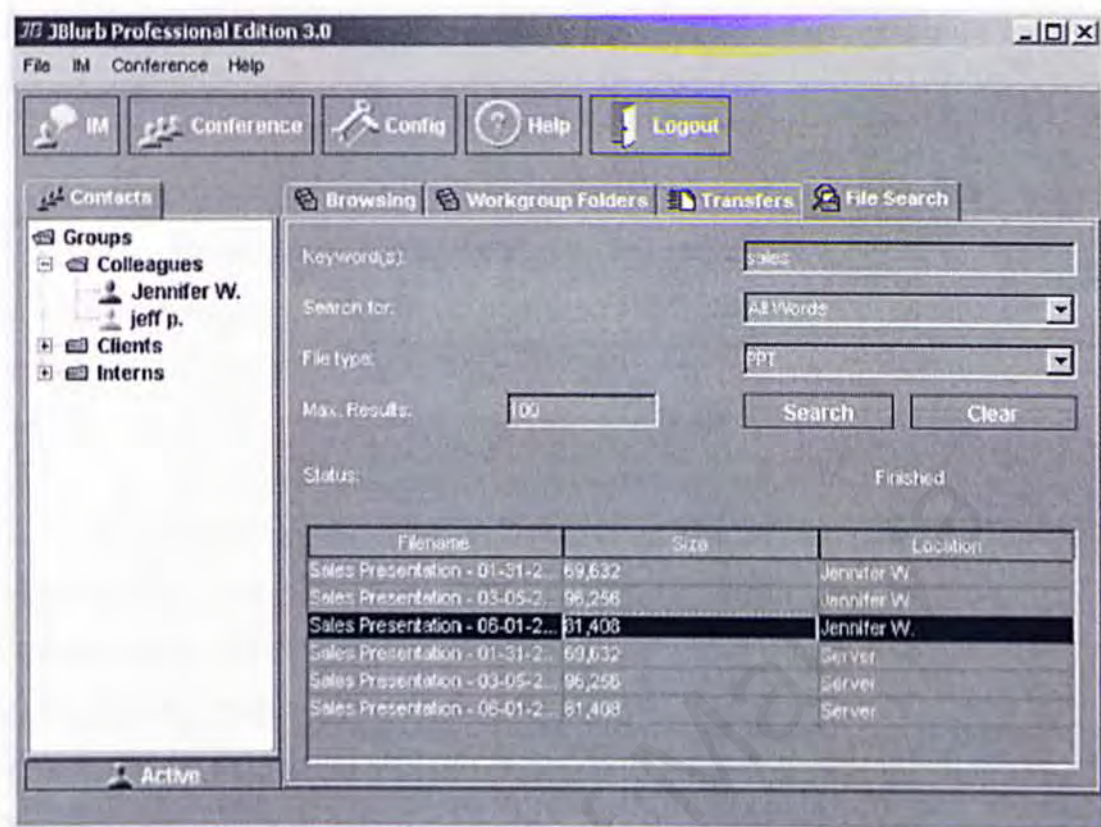 JB JBlurb Professional Edition 3.0
File IM Conference Help
IM Conference Config ? Help Logout
Contacts Browsing Workgroup Folders Transfers File Search
Groups
Colleagues
Jennifer W.
jeff p.
Clients
Interns
Keyword(s): sales
Search for: All Words
File type: PPT
Max. Results: 100 Search Clear
Status: Finished
Filename Size Location
Sales Presentation - 01-31-2... 69,632 Jennifer W.
Sales Presentation - 03-05-2... 96,256 Jennifer W.
Sales Presentation - 06-01-2... 81,408 Jennifer W.
Sales Presentation - 01-31-2... 69,632 Server
Sales Presentation - 03-05-2... 96,256 Server
Sales Presentation - 06-01-2... 81,408 Server
Active